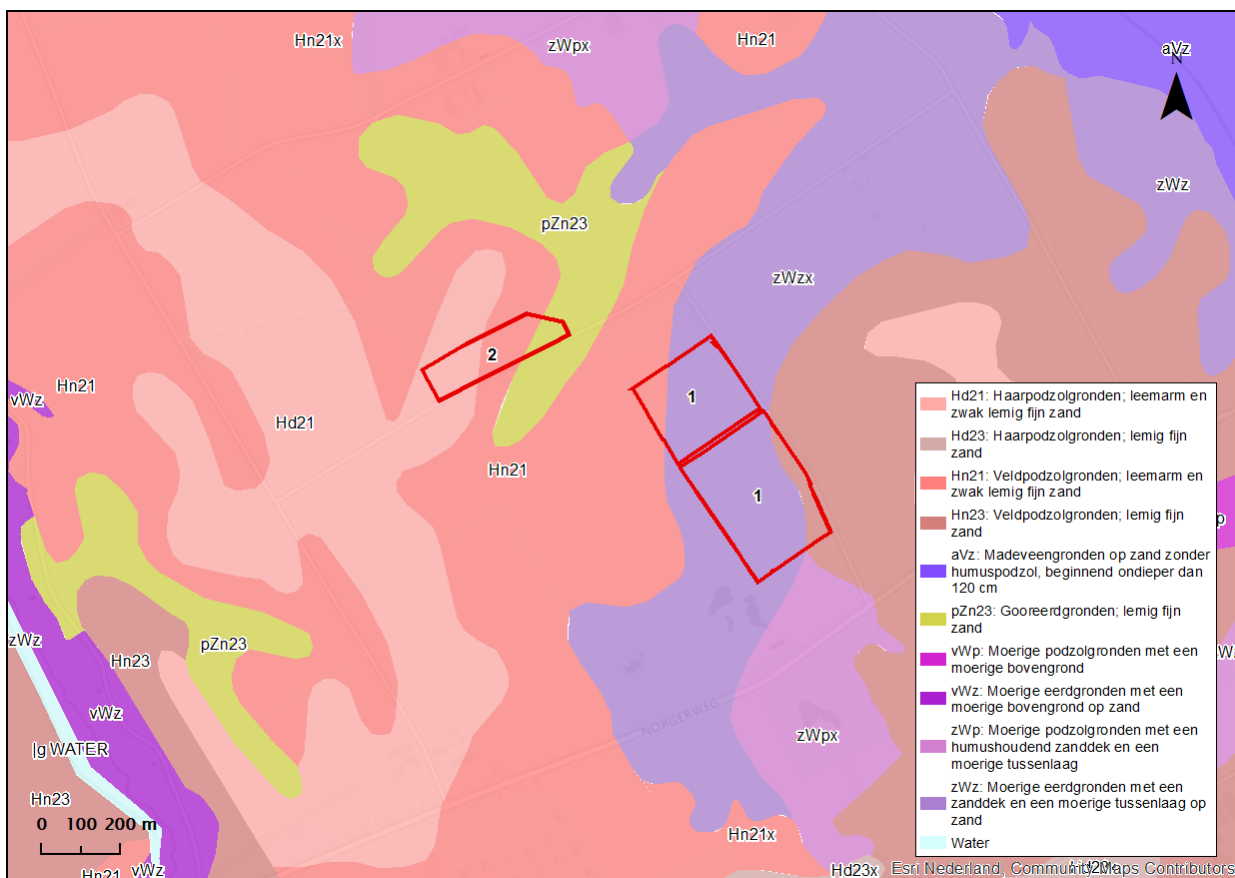 Hn21x
zWpx
Hn21
aVz
N
zWz
pZn23
zWzx
2
1
Hn21
vWz
Hd21
Hn21
1
pZn23
zWz
Hn23
vWz
|g WATER
zWpx
NORGERWEG
Hn23
0 100 200 m
Hn21
vWz
Hn21x
Hd23x
Hd21: Haarpodzolgronden; leemarm en
zwak lemig fijn zand
Hd23: Haarpodzolgronden; lemig fijn
zand
Hn21: Veldpodzolgronden; leemarm en
zwak lemig fijn zand
Hn23: Veldpodzolgronden; lemig fijn
zand
aVz: Madeveengronden op zand zonder
humuspodzol, beginnend ondieper dan
120 cm
pZn23: Gooreerdgronden; lemig fijn
zand
vWp: Moerige podzolgronden met een
moerige bovengrond
vWz: Moerige eerdgronden met een
moerige bovengrond op zand
zWp: Moerige podzolgronden met een
humushoudend zanddek en een
moerige tussenlaag
zWz: Moerige eerdgronden met een
zanddek en een moerige tussenlaag op
zand
Water
Esri Nederland, Community Maps Contributors